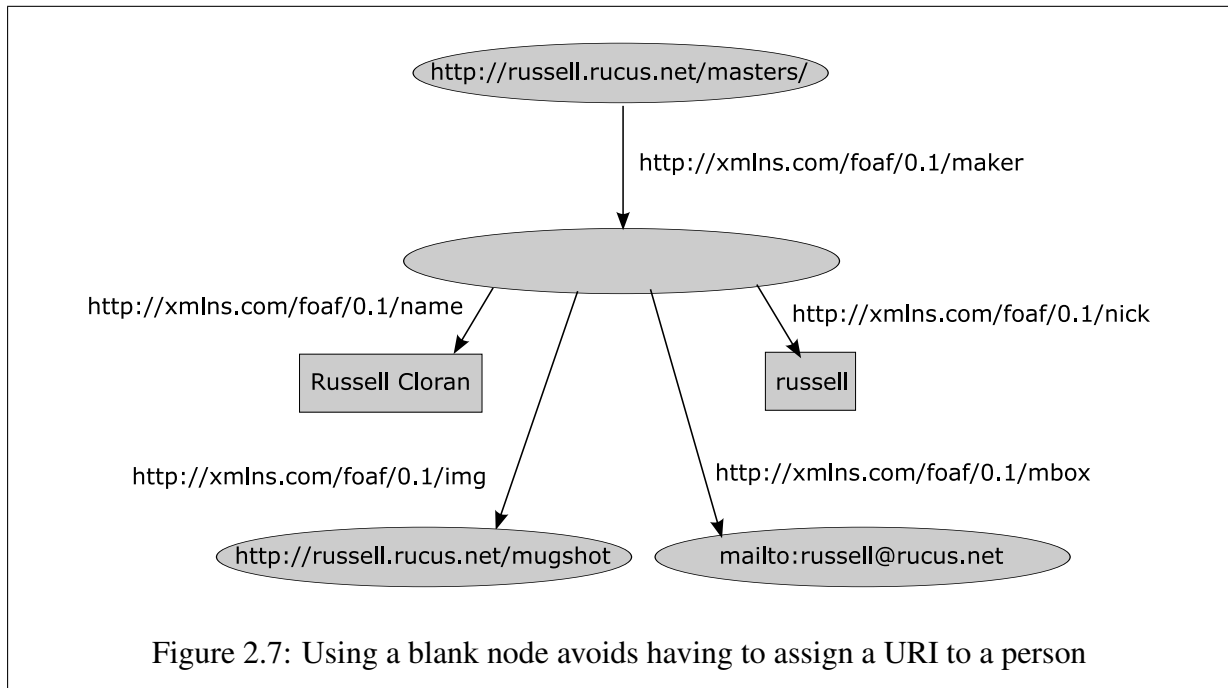 http://russell.rucus.net/masters/
http://xmlns.com/foaf/0.1/maker
http://xmlns.com/foaf/0.1/name
http://xmlns.com/foaf/0.1/nick
Russell Cloran
russell
http://xmlns.com/foaf/0.1/img
http://xmlns.com/foaf/0.1/mbox
http://russell.rucus.net/mugshot
mailto:russell@rucus.net
Figure 2.7: Using a blank node avoids having to assign a URI to a person